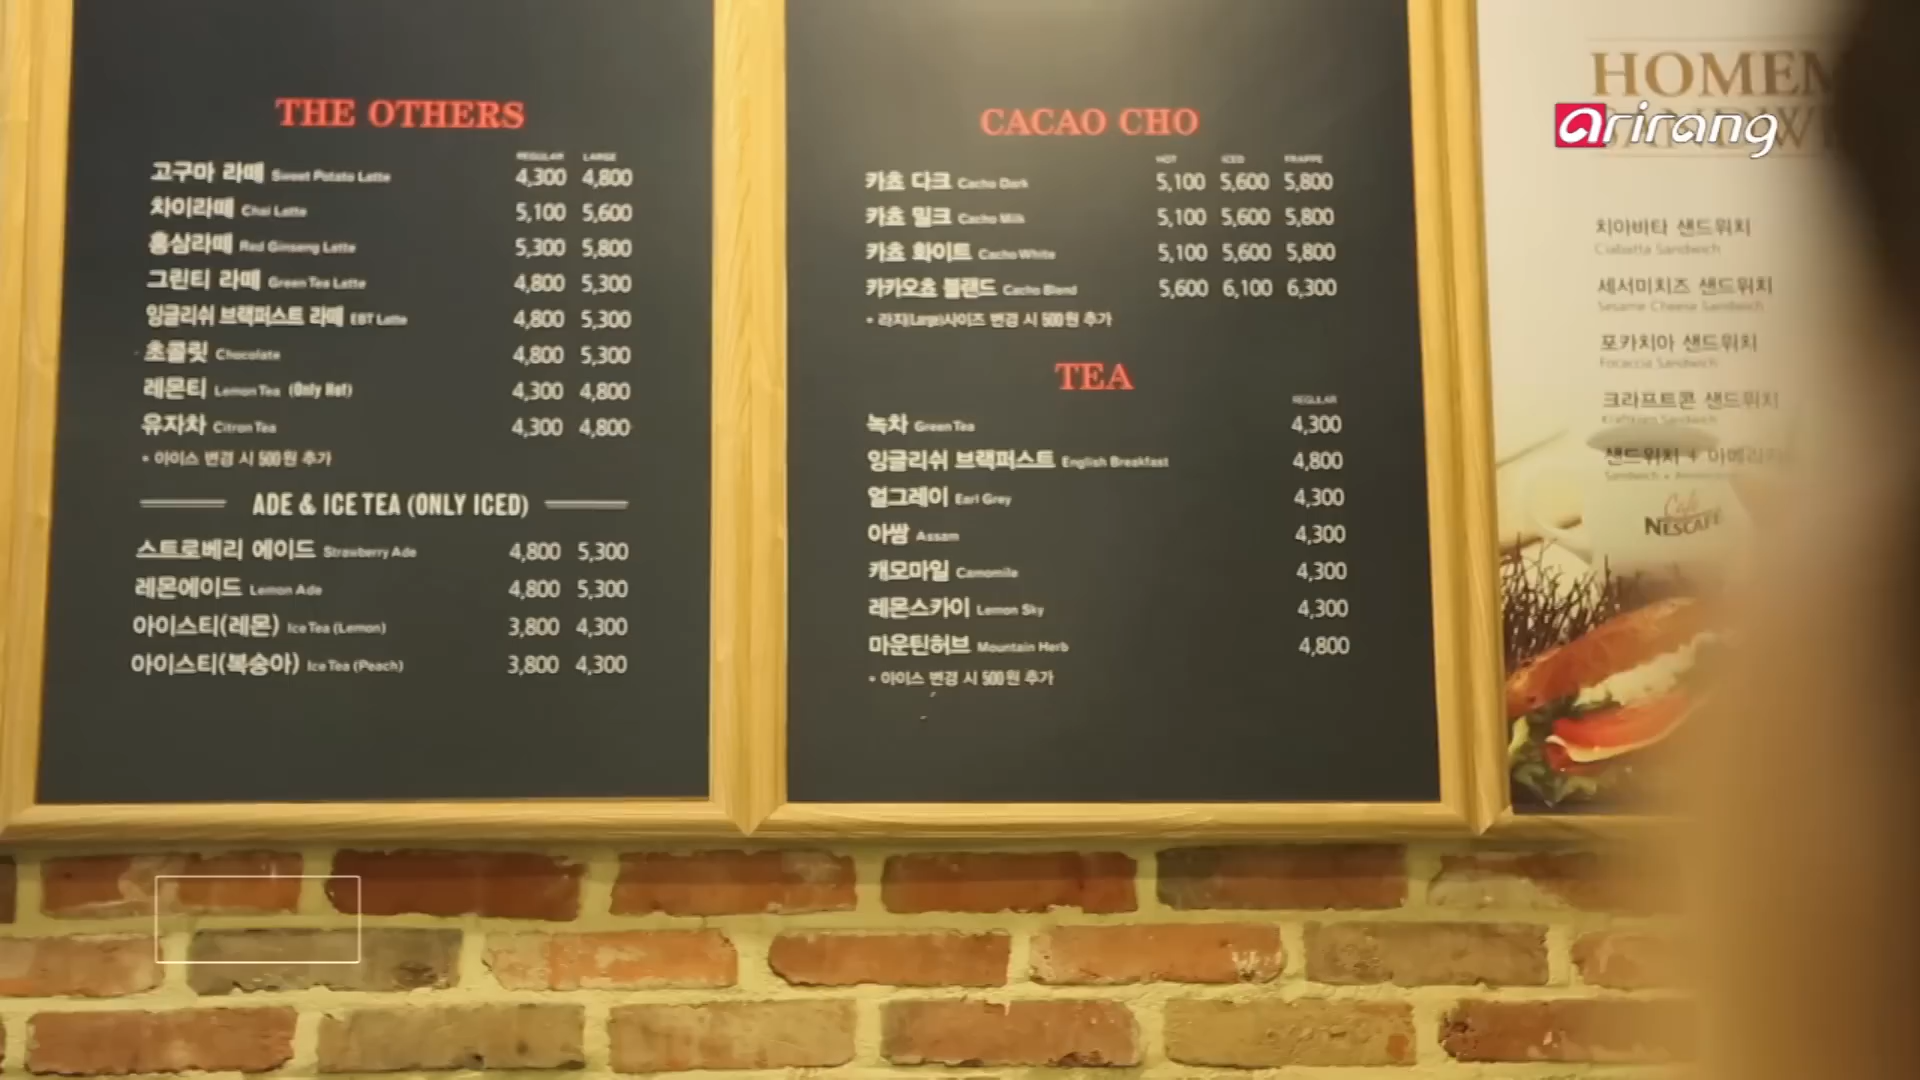 THE OTHERS
REGULAR LARGE
고구마 라떼 Sweet Potato Latte 4,300 4,800
차이라떼 Chai Latte 5,100 5,600
홍삼라떼 Red Ginseng Latte 5,300 5,800
그린티 라떼 Green Tea Latte 4,800 5,300
잉글리쉬 브랙퍼스트 라떼 EBT Latte 4,800 5,300
초콜릿 Chocolate 4,800 5,300
레몬티 Lemon Tea (Only Hot) 4,300 4,800
유자차 Citron Tea 4,300 4,800
• 아이스 변경 시 500원 추가
ADE & ICE TEA (ONLY ICED)
스트로베리 에이드 Strawberry Ade 4,800 5,300
레몬에이드 Lemon Ade 4,800 5,300
아이스티(레몬) Ice Tea (Lemon) 3,800 4,300
아이스티(복숭아) Ice Tea (Peach) 3,800 4,300
CACAO CHO
HOT ICED FRAPPE
카쵸 다크 Cacho Dark 5,100 5,600 5,800
카쵸 밀크 Cacho Milk 5,100 5,600 5,800
카쵸 화이트 Cacho White 5,100 5,600 5,800
카카오쵸 블랜드 Cacho Blend 5,600 6,100 6,300
• 라지(Large)사이즈 변경 시 500원 추가
TEA
REGULAR
녹차 Green Tea 4,300
잉글리쉬 브랙퍼스트 English Breakfast 4,800
얼그레이 Earl Grey 4,300
아쌈 Assam 4,300
캐모마일 Camomile 4,300
레몬스카이 Lemon Sky 4,300
마운틴허브 Mountain Herb 4,800
• 아이스 변경 시 500원 추가
arirang
치아바타 샌드위치
Ciabatta Sandwich
세서미치즈 샌드위치
Sesame Cheese Sandwich
포카치아 샌드위치
Focaccia Sandwich
크라프트콘 샌드위치
샌드위치 +
Café
NESCAFÉ